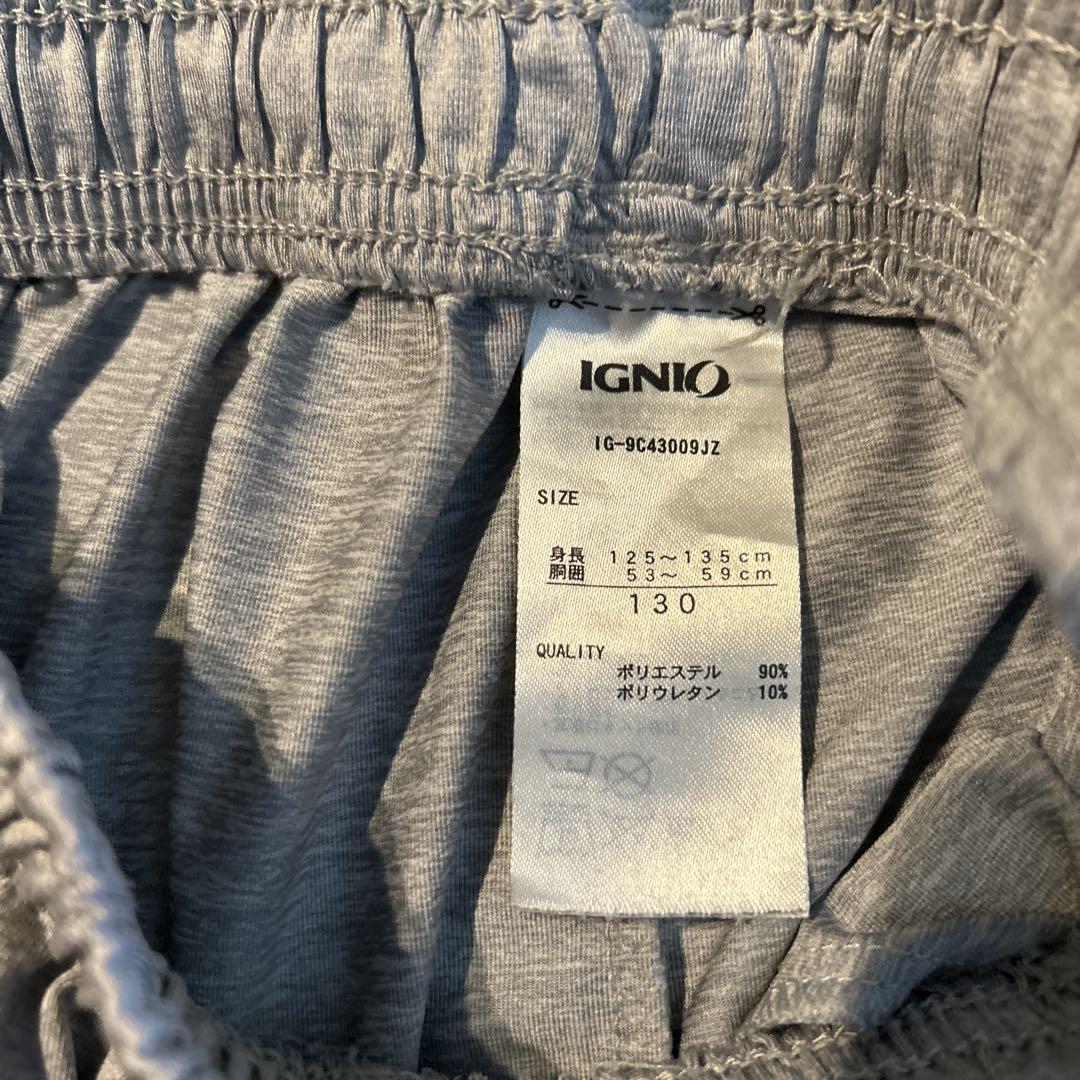 IGNIO
IG-9C43009JZ
SIZE
身長 125～135cm
胴囲 53～ 59cm
130
QUALITY
ポリエステル 90%
ポリウレタン 10%